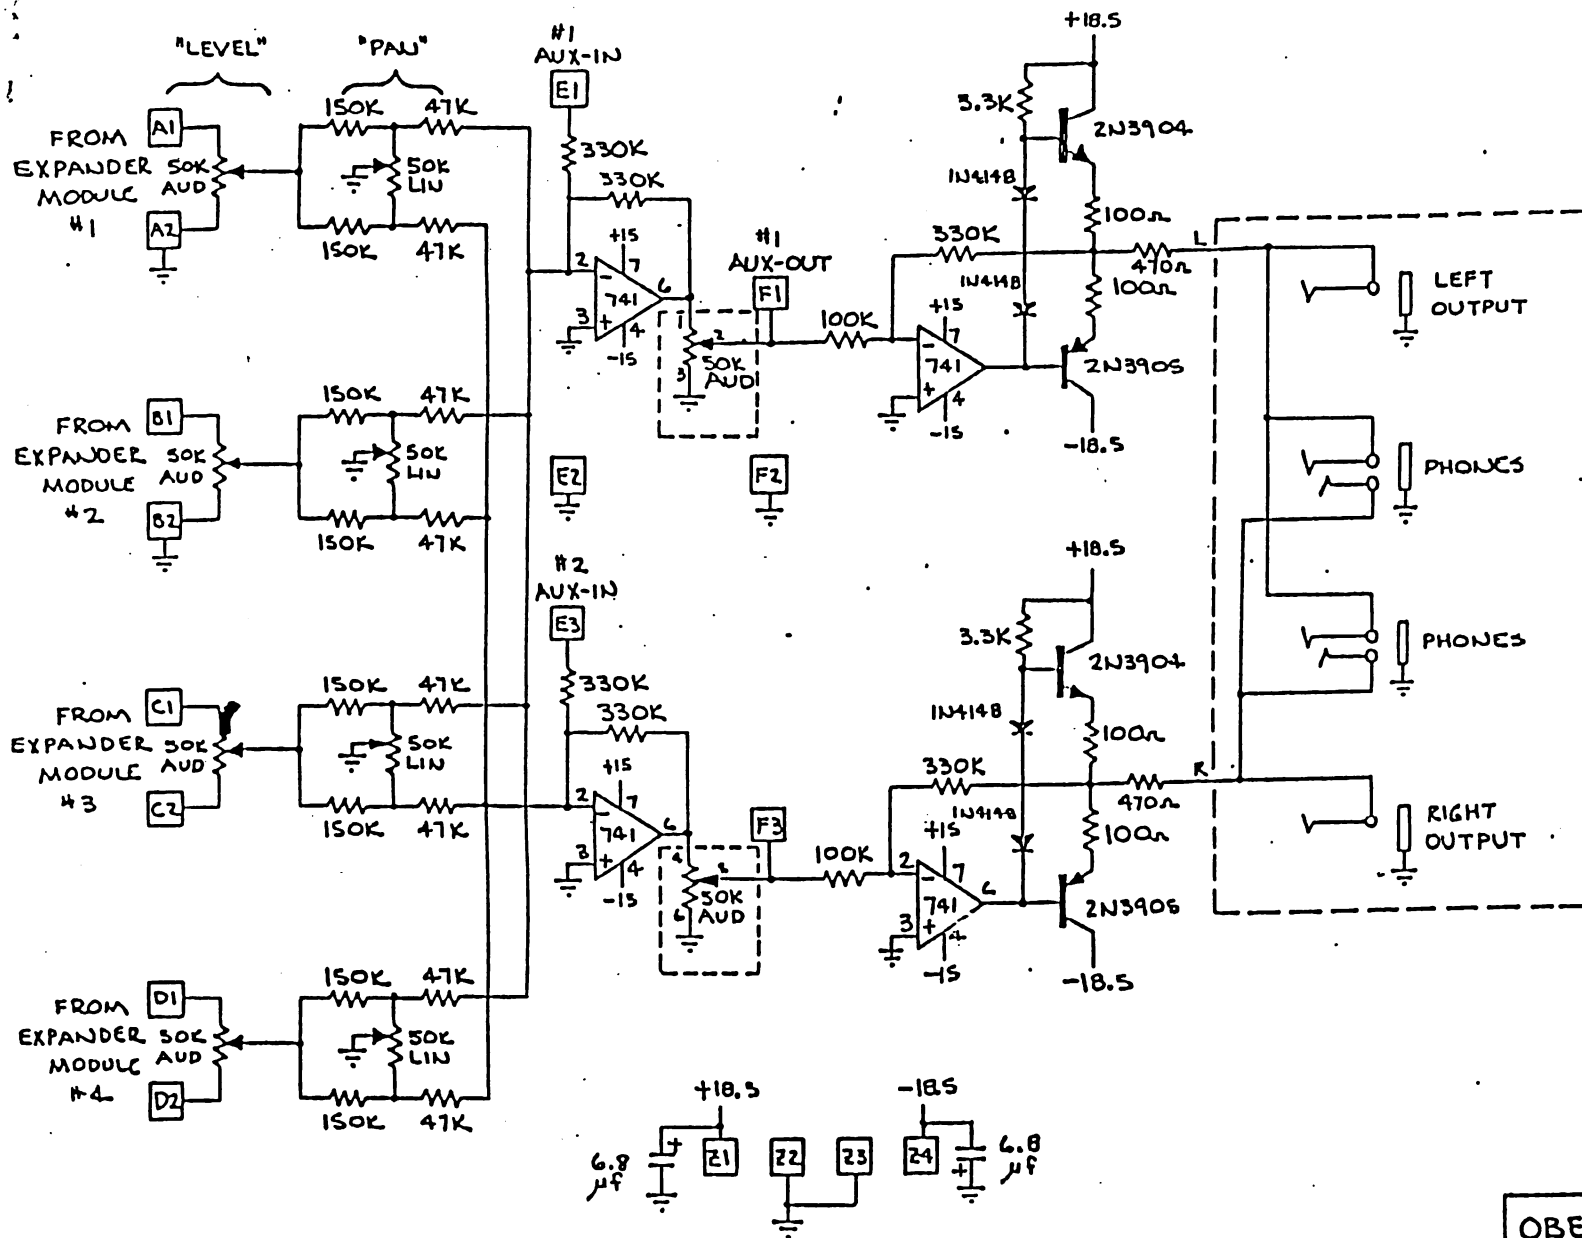 "LEVEL"
"PAN"
#1
AUX-IN
E1
+18.5
150K
47K
A1
FROM
EXPANDER
MODULE
#1
50K
AUD
A2
50K
LIN
150K
47K
330K
330K
+15
2
-
7
741
6
3
+
4
-15
#1
AUX-OUT
F1
1
2
50K
3
AUD
100K
3.3K
2N3904
1N4148
100Ω
330K
L
470Ω
1N4148
100Ω
+15
-
7
741
+
4
-15
2N3905
-18.5
LEFT
OUTPUT
150K
47K
B1
FROM
EXPANDER
MODULE
#2
50K
AUD
B2
50K
LIN
150K
47K
E2
F2
PHONES
#2
AUX-IN
E3
+18.5
150K
47K
C1
FROM
EXPANDER
MODULE
#3
50K
AUD
C2
50K
LIN
150K
47K
330K
330K
+15
2
-
7
741
6
3
+
4
-15
F3
4
50K
6
AUD
100K
3.3K
2N3904
1N4148
100Ω
330K
R
470Ω
1N4148
100Ω
+15
2
-
7
741
6
3
+
4
-15
2N3905
-18.5
PHONES
RIGHT
OUTPUT
150K
47K
D1
FROM
EXPANDER
MODULE
#4
50K
AUD
D2
50K
LIN
150K
47K
+18.5
6.8
µf
+
Z1
Z2
Z3
-18.5
Z4
+
6.8
µf
OBE